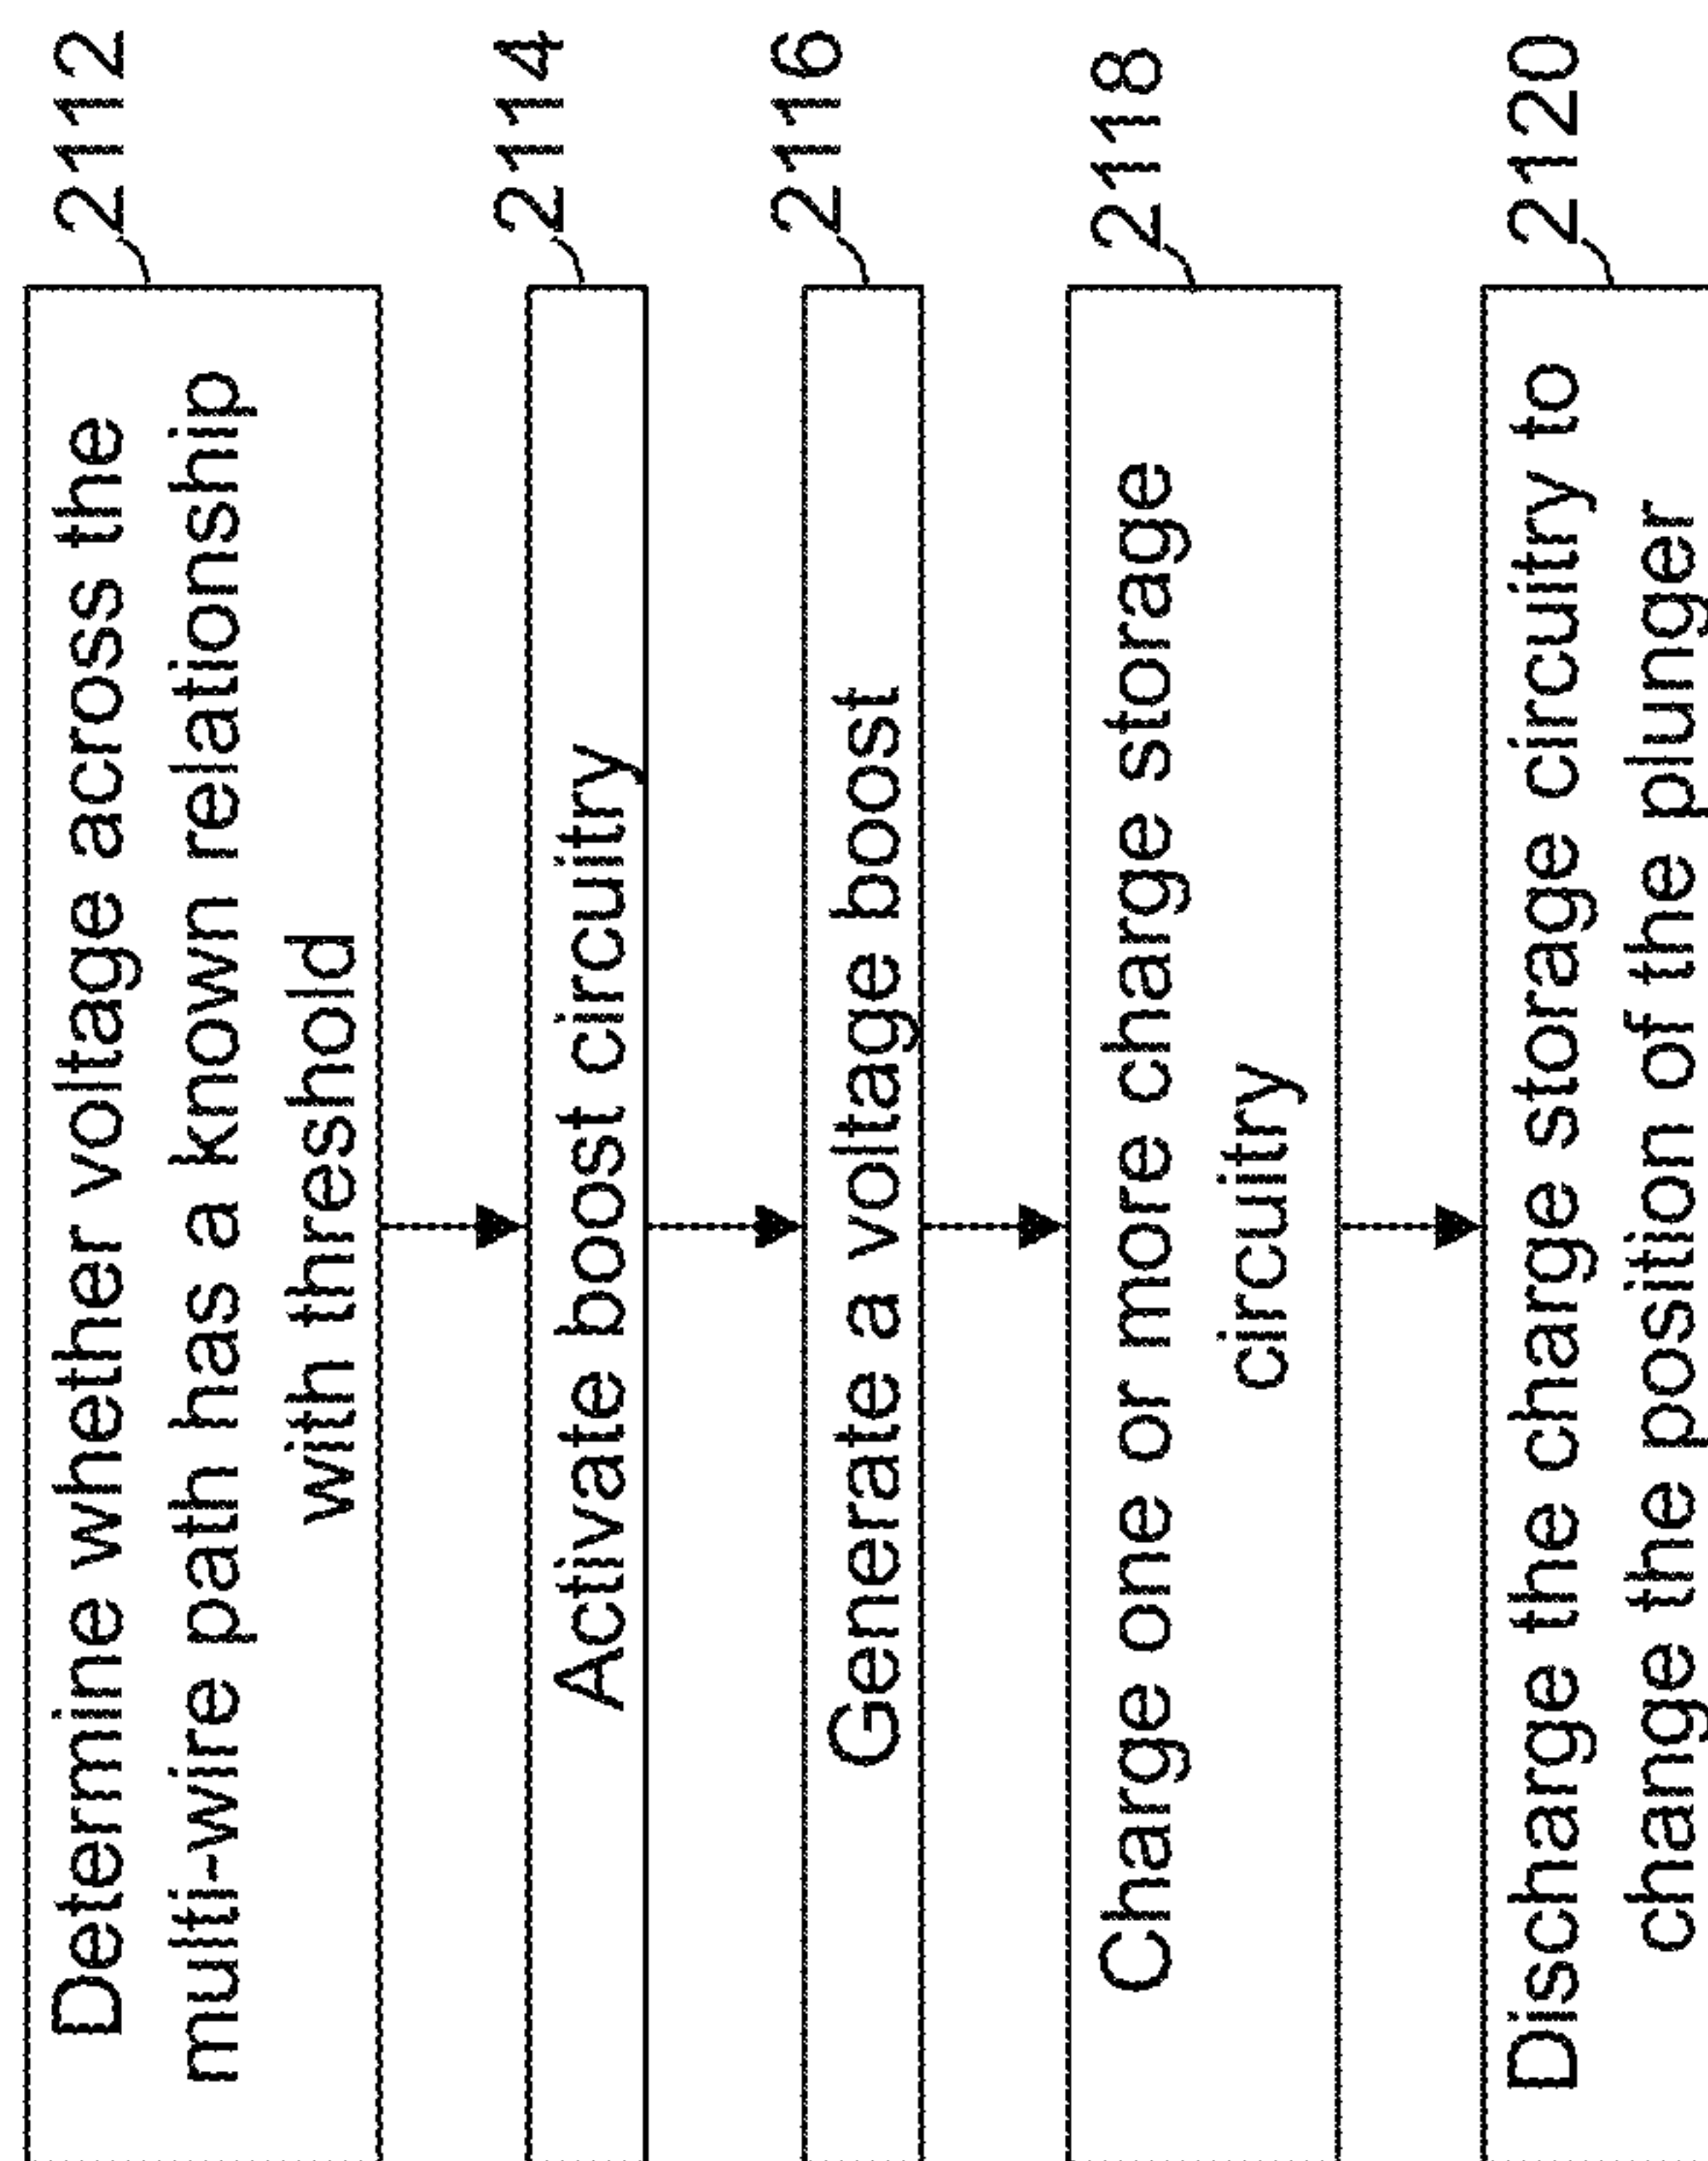 Determine whether voltage across the
multi-wire path has a known relationship
with threshold
2112
Activate boost circuitry
2114
Generate a voltage boost
2116
Charge one or more charge storage
circuitry
2118
Discharge the charge storage circuitry to
change the position of the plunger
2120